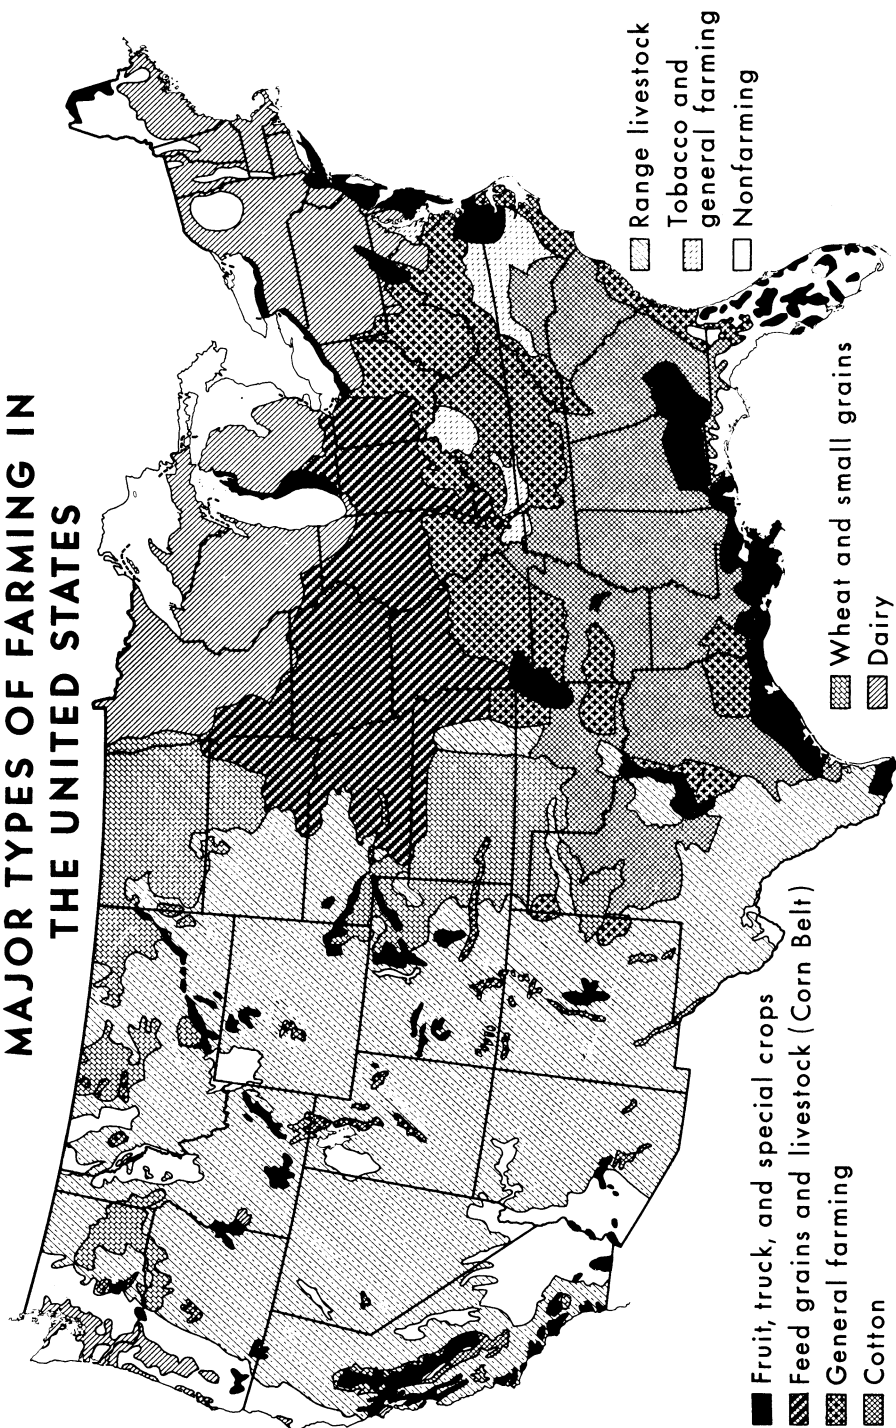 MAJOR TYPES OF FARMING IN
THE UNITED STATES
Fruit, truck, and special crops
Feed grains and livestock (Corn Belt)
General farming
Cotton
Wheat and small grains
Dairy
Range livestock
Tobacco and
general farming
Nonfarming